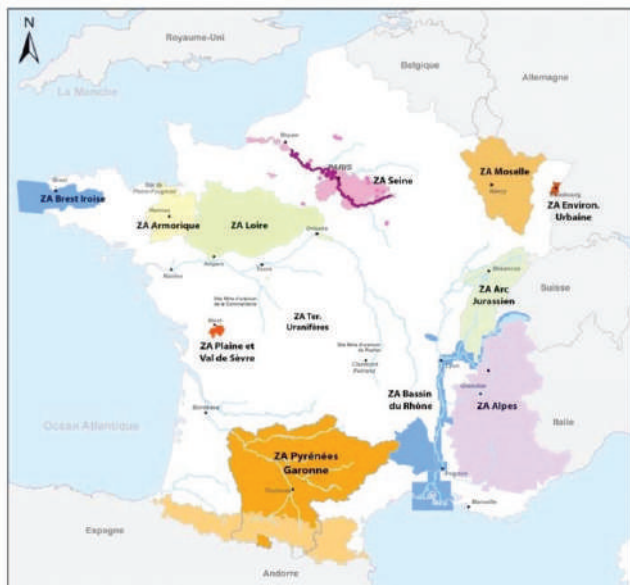 N
Royaume-Uni
Belgique
Allemagne
La Manche
Rouen
PARIS
ZA Seine
ZA Moselle
Nancy
Strasbourg
ZA Environ.
Urbaine
Brest
ZA Brest Iroise
Rennes
ZA Armorique
ZA Loire
Orléans
Angers
Tours
Nantes
Besançon
ZA Arc
Jurassien
Suisse
ZA Ter.
Uranifères
Niort
ZA Plaine et
Val de Sèvre
Clermont
Lyon
ZA Bassin
du Rhône
Grenoble
ZA Alpes
Italie
Bordeaux
Océan Atlantique
ZA Pyrénées
Garonne
Toulouse
Avignon
Marseille
Espagne
Andorre